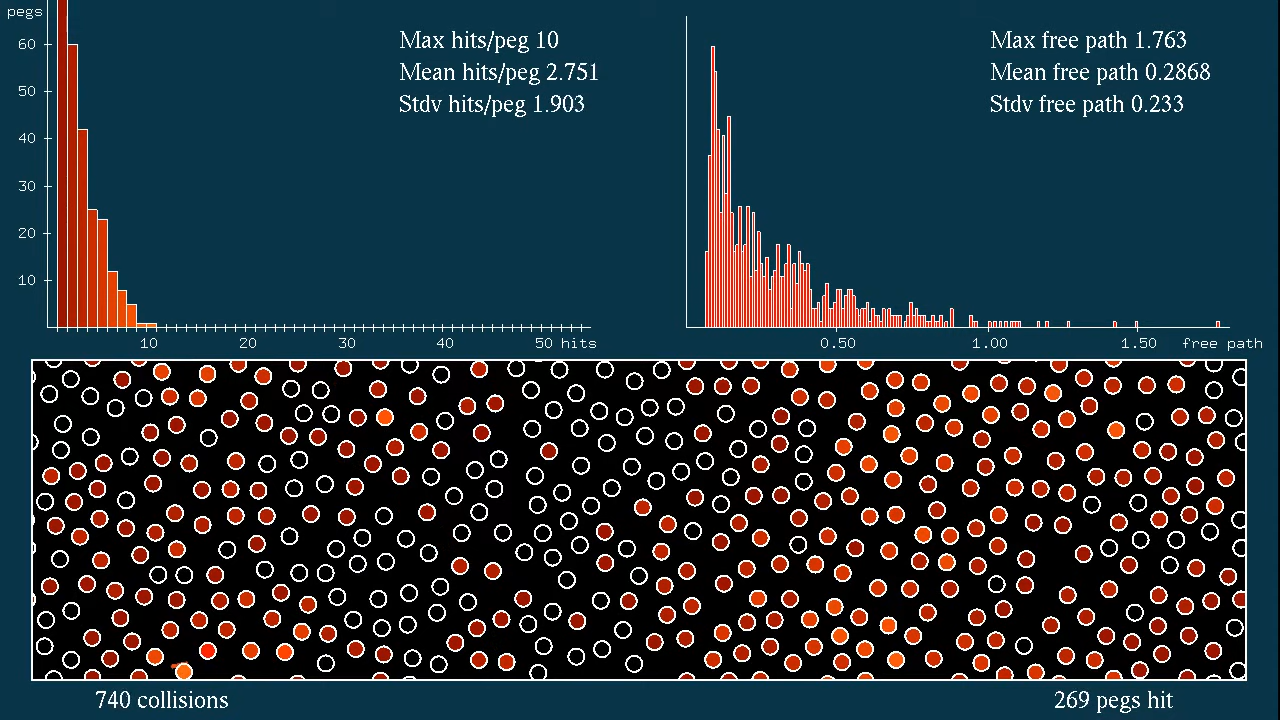 pegs
60
50
40
30
20
10
Max hits/peg 10
Mean hits/peg 2.751
Stdv hits/peg 1.903
10 20 30 40 50 hits
Max free path 1.763
Mean free path 0.2868
Stdv free path 0.233
0.50 1.00 1.50 free path
740 collisions
269 pegs hit